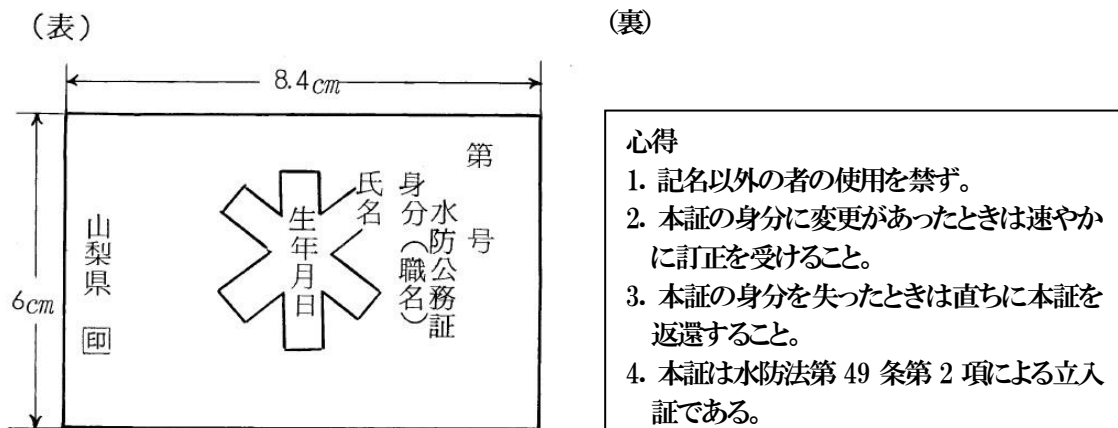 （表）
8.4cm
6cm
第　号
水防公務証
身分（職名）
氏名
生年月日
山梨県 印
（裏）
心得
1. 記名以外の者の使用を禁ず。
2. 本証の身分に変更があったときは速やか
に訂正を受けること。
3. 本証の身分を失ったときは直ちに本証を
返還すること。
4. 本証は水防法第 49 条第 2 項による立入
証である。